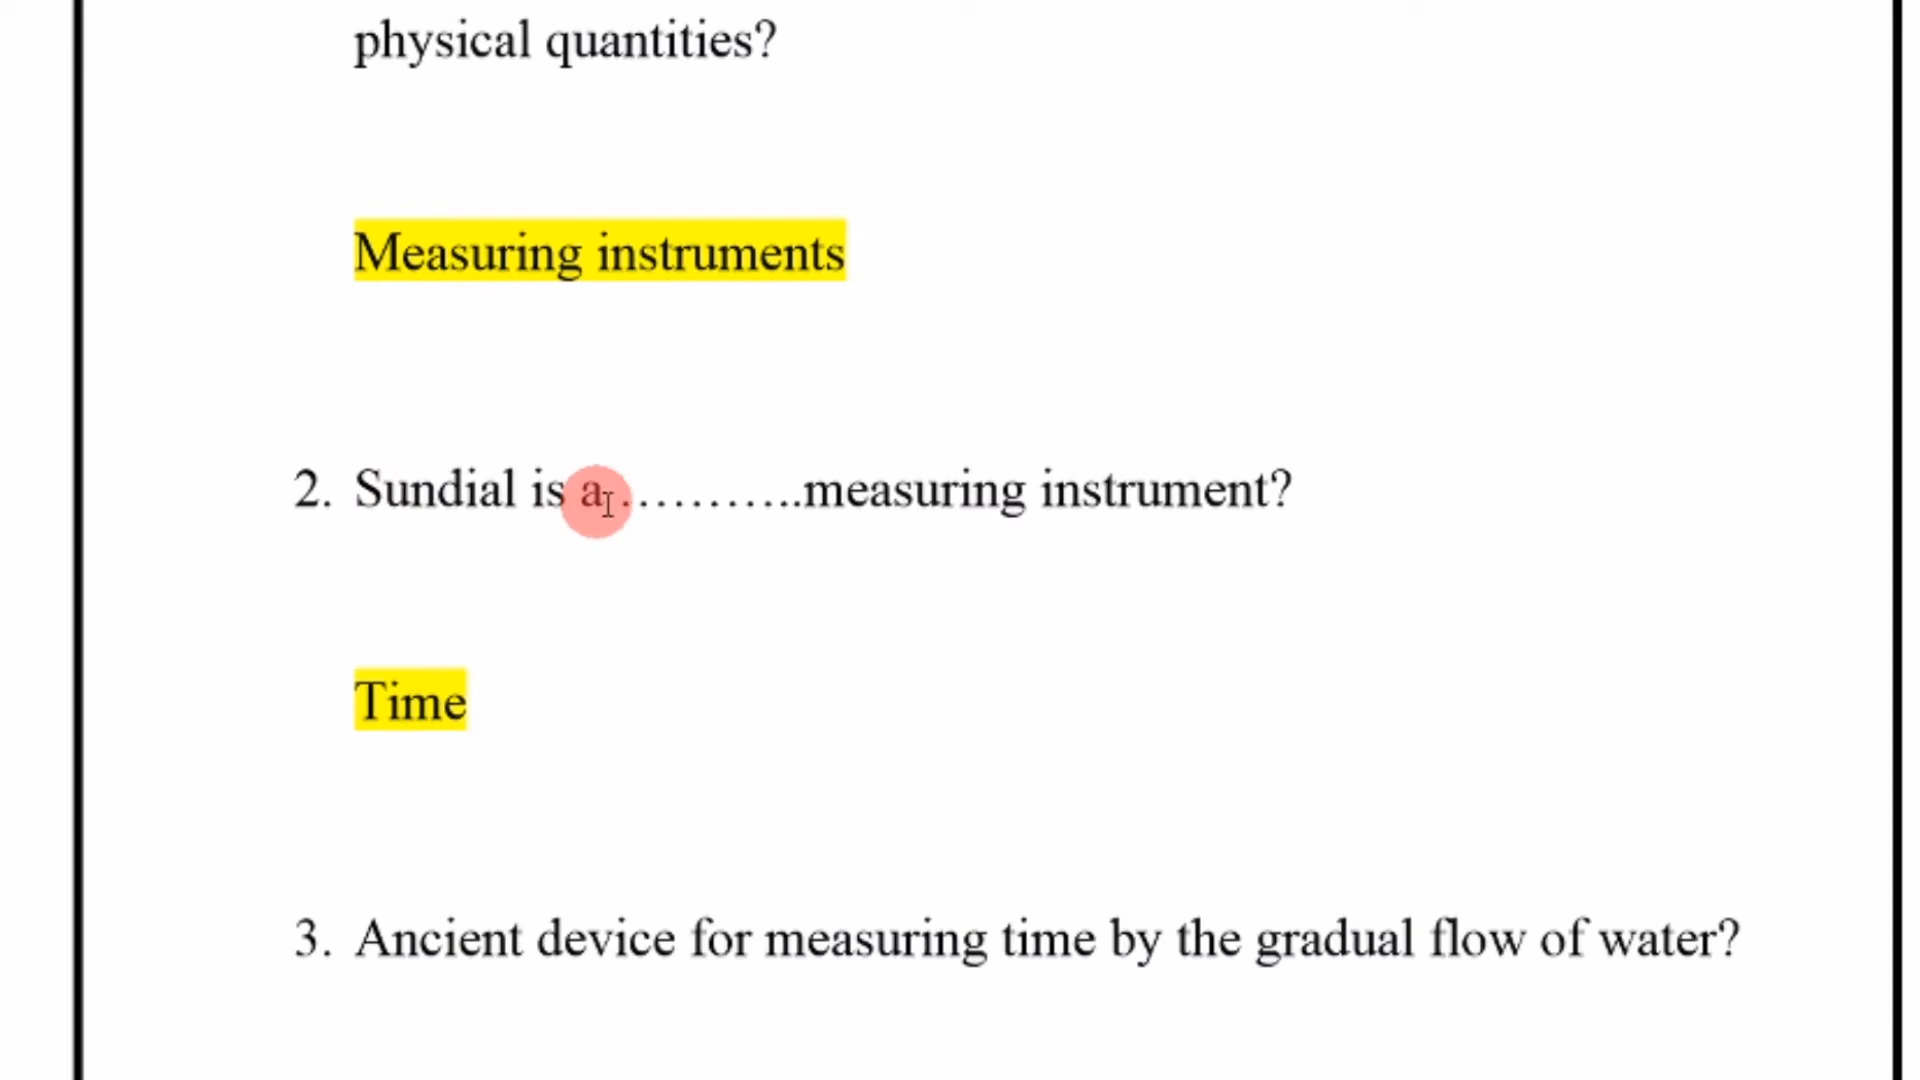 physical quantities?
Measuring instruments
2. Sundial is a...………..measuring instrument?
Time
3. Ancient device for measuring time by the gradual flow of water?